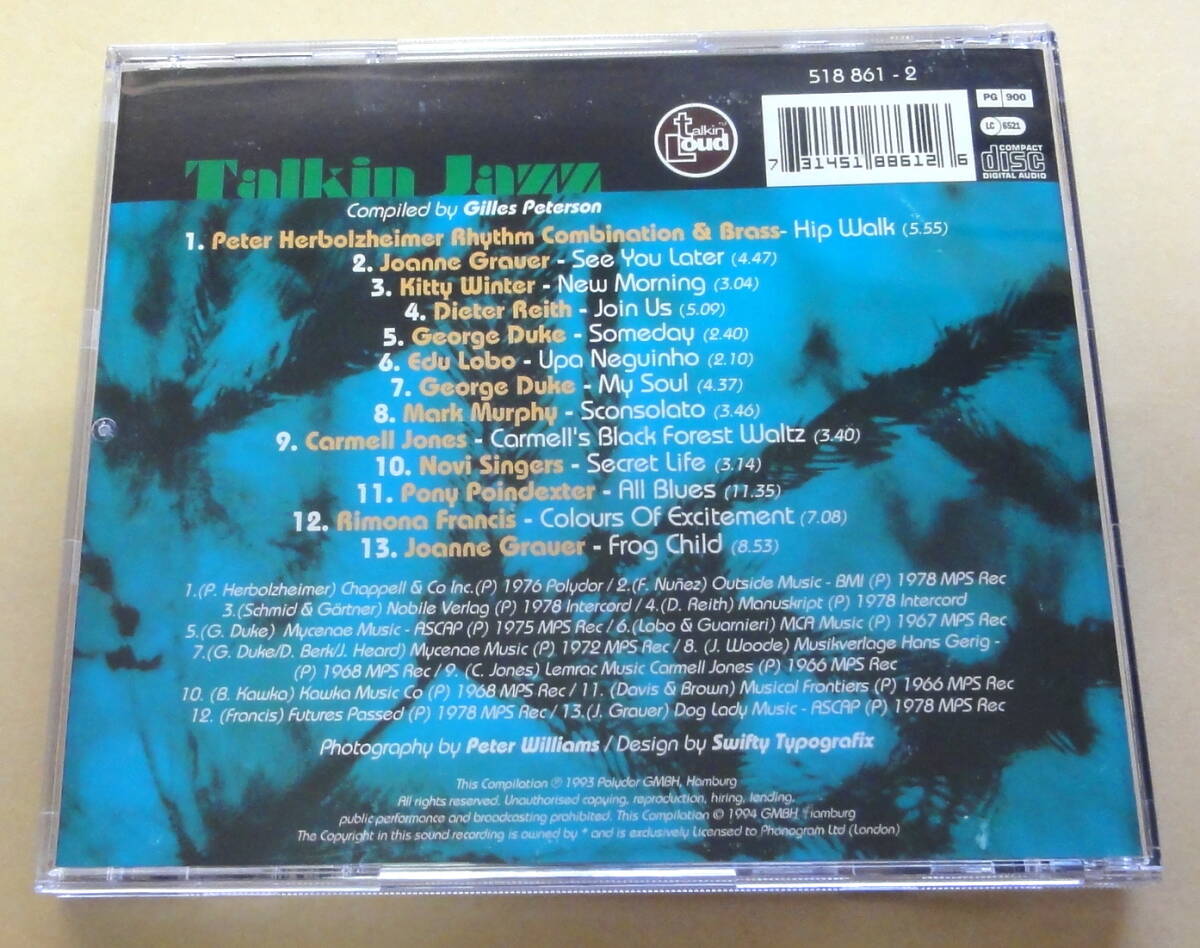 518 861 - 2
PG 900
LC 6521
talkin Loud
TM
7 31451 88612 6
COMPACT
disc
DIGITAL AUDIO
Talkin Jazz
Compiled by Gilles Peterson
1. Peter Herbolzheimer Rhythm Combination & Brass- Hip Walk (5.55)
2. Joanne Grauer - See You Later (4.47)
3. Kitty Winter - New Morning (3.04)
4. Dieter Reith - Join Us (5.09)
5. George Duke - Someday (2.40)
6. Edu Lobo - Upa Neguinho (2.10)
7. George Duke - My Soul (4.37)
8. Mark Murphy - Sconsolato (3.46)
9. Carmell Jones - Carmell's Black Forest Waltz (3.40)
10. Novi Singers - Secret Life (3.14)
11. Pony Poindexter - All Blues (11.35)
12. Rimona Francis - Colours Of Excitement (7.08)
13. Joanne Grauer - Frog Child (8.53)
1.(P. Herbolzheimer) Chappell & Co Inc.(P) 1976 Polydor / 2.(F. Nuñez) Outside Music - BMI (P) 1978 MPS Rec
3.(Schmid & Gärtner) Nobile Verlag (P) 1978 Intercord / 4.(D. Reith) Manuskript (P) 1978 Intercord
5.(G. Duke) Mycenae Music - ASCAP (P) 1975 MPS Rec / 6.(Lobo & Guarnieri) MCA Music (P) 1967 MPS Rec
7.(G. Duke/D. Berk/J. Heard) Mycenae Music (P) 1972 MPS Rec / 8. (J. Woode) Musikverlage Hans Gerig -
(P) 1968 MPS Rec / 9. (C. Jones) Lemrac Music Carmell Jones (P) 1966 MPS Rec
10. (B. Kawka) Kawka Music Co (P) 1968 MPS Rec / 11. (Davis & Brown) Musical Frontiers (P) 1966 MPS Rec
12. (Francis) Futures Passed (P) 1978 MPS Rec / 13.(J. Grauer) Dog Lady Music - ASCAP (P) 1978 MPS Rec
Photography by Peter Williams / Design by Swifty Typografix
This Compilation ℗ 1993 Polydor GMBH, Hamburg
All rights reserved. Unauthorised copying, reproduction, hiring, lending,
public performance and broadcasting prohibited. This Compilation © 1994 GMBH Hamburg
The Copyright in this sound recording is owned by * and is exclusively Licensed to Phonogram Ltd (London)